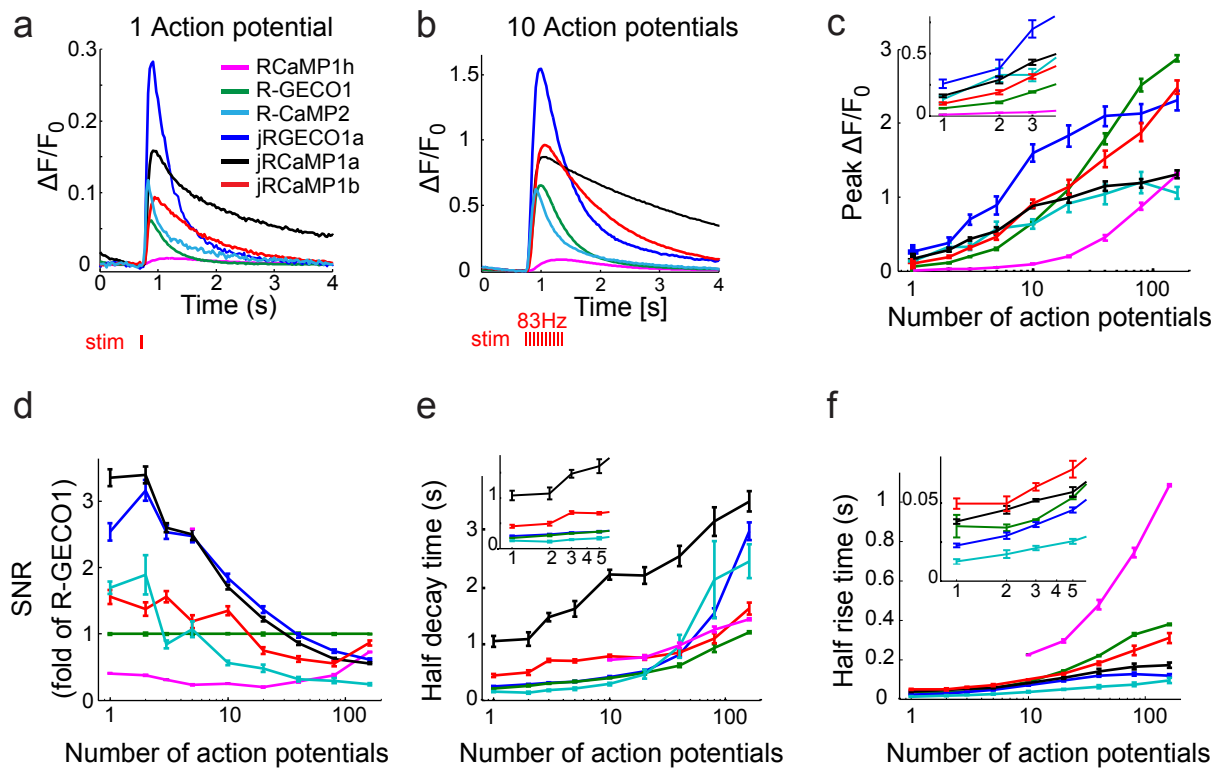 a
1 Action potential
ΔF/F0
0.3
0.2
0.1
0
RCaMP1h
R-GECO1
R-CaMP2
jRGECO1a
jRCaMP1a
jRCaMP1b
0 1 2 3 4
Time (s)
stim
b
10 Action potentials
ΔF/F0
1.5
1.0
0.5
0
0 1 2 3 4
Time [s]
83Hz
stim
c
Peak ΔF/F0
3
2
1
0
0.5
0
1 2 3
1 10 100
Number of action potentials
d
SNR
(fold of R-GECO1)
3
2
1
0
1 10 100
Number of action potentials
e
Half decay time (s)
3
2
1
0
1
0
1 2 3 4 5
1 10 100
Number of action potentials
f
Half rise time (s)
1
0.8
0.6
0.4
0.2
0
0.05
0
1 2 3 4 5
1 10 100
Number of action potentials